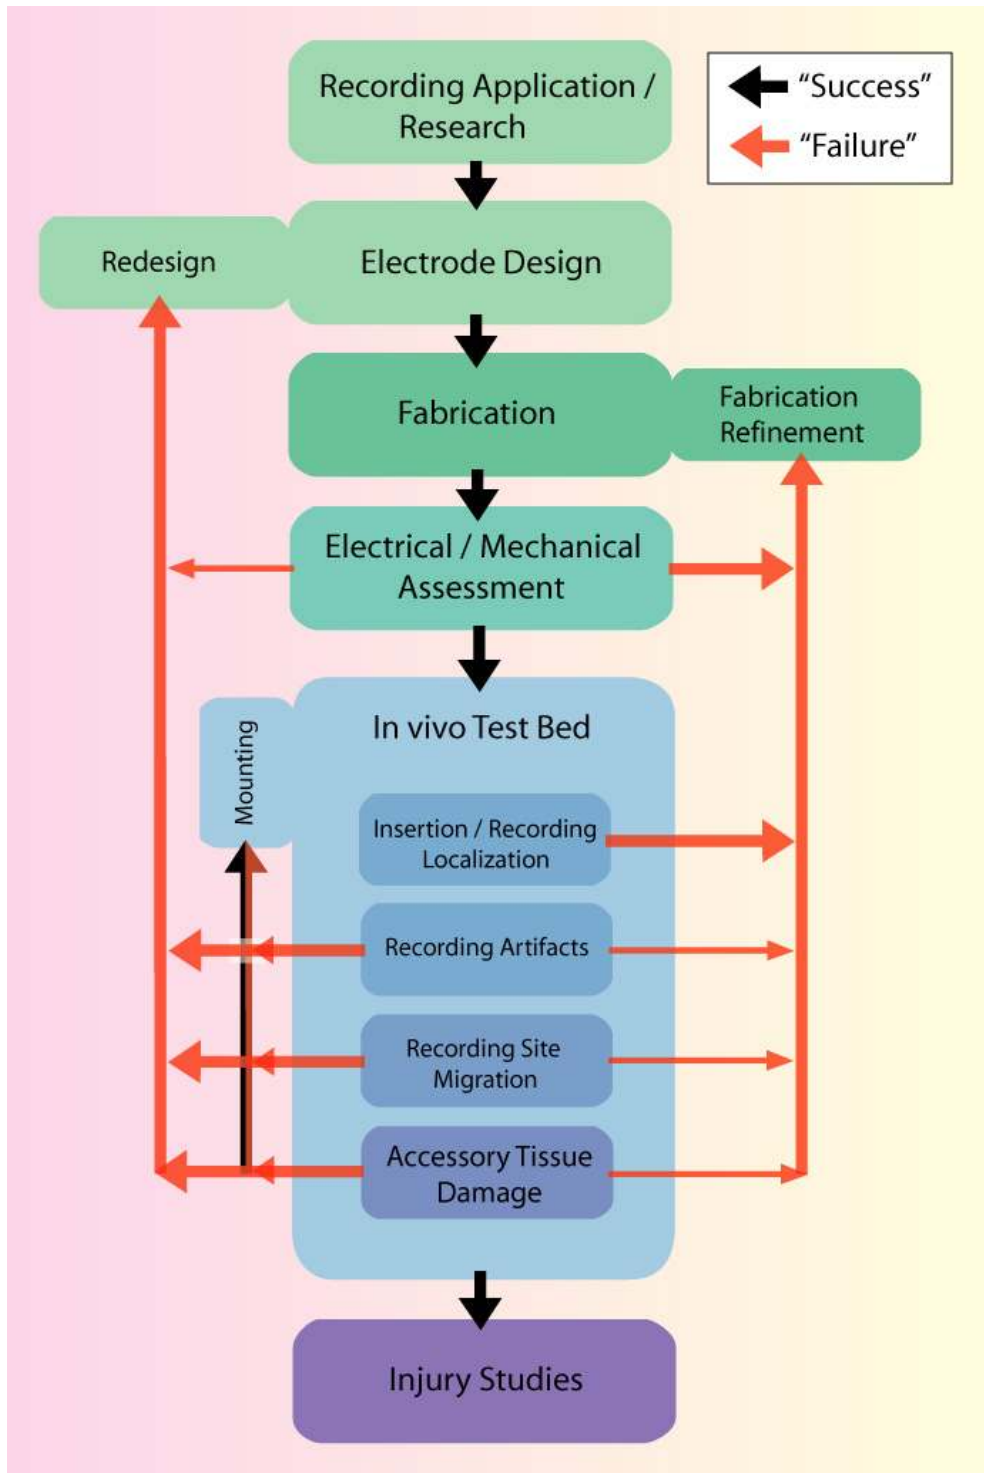 Recording Application /
Research
"Success"
"Failure"
Redesign
Electrode Design
Fabrication
Fabrication
Refinement
Electrical / Mechanical
Assessment
In vivo Test Bed
Mounting
Insertion / Recording
Localization
Recording Artifacts
Recording Site
Migration
Accessory Tissue
Damage
Injury Studies